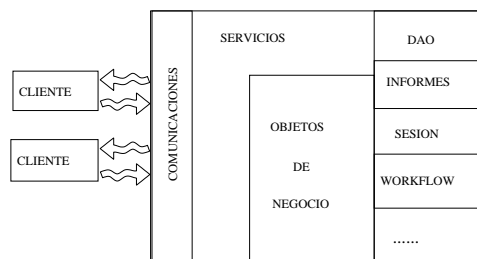 SERVICIOS
DAO
CLIENTE
INFORMES
COMUNICACIONES
OBJETOS
SESION
CLIENTE
DE
WORKFLOW
NEGOCIO
......